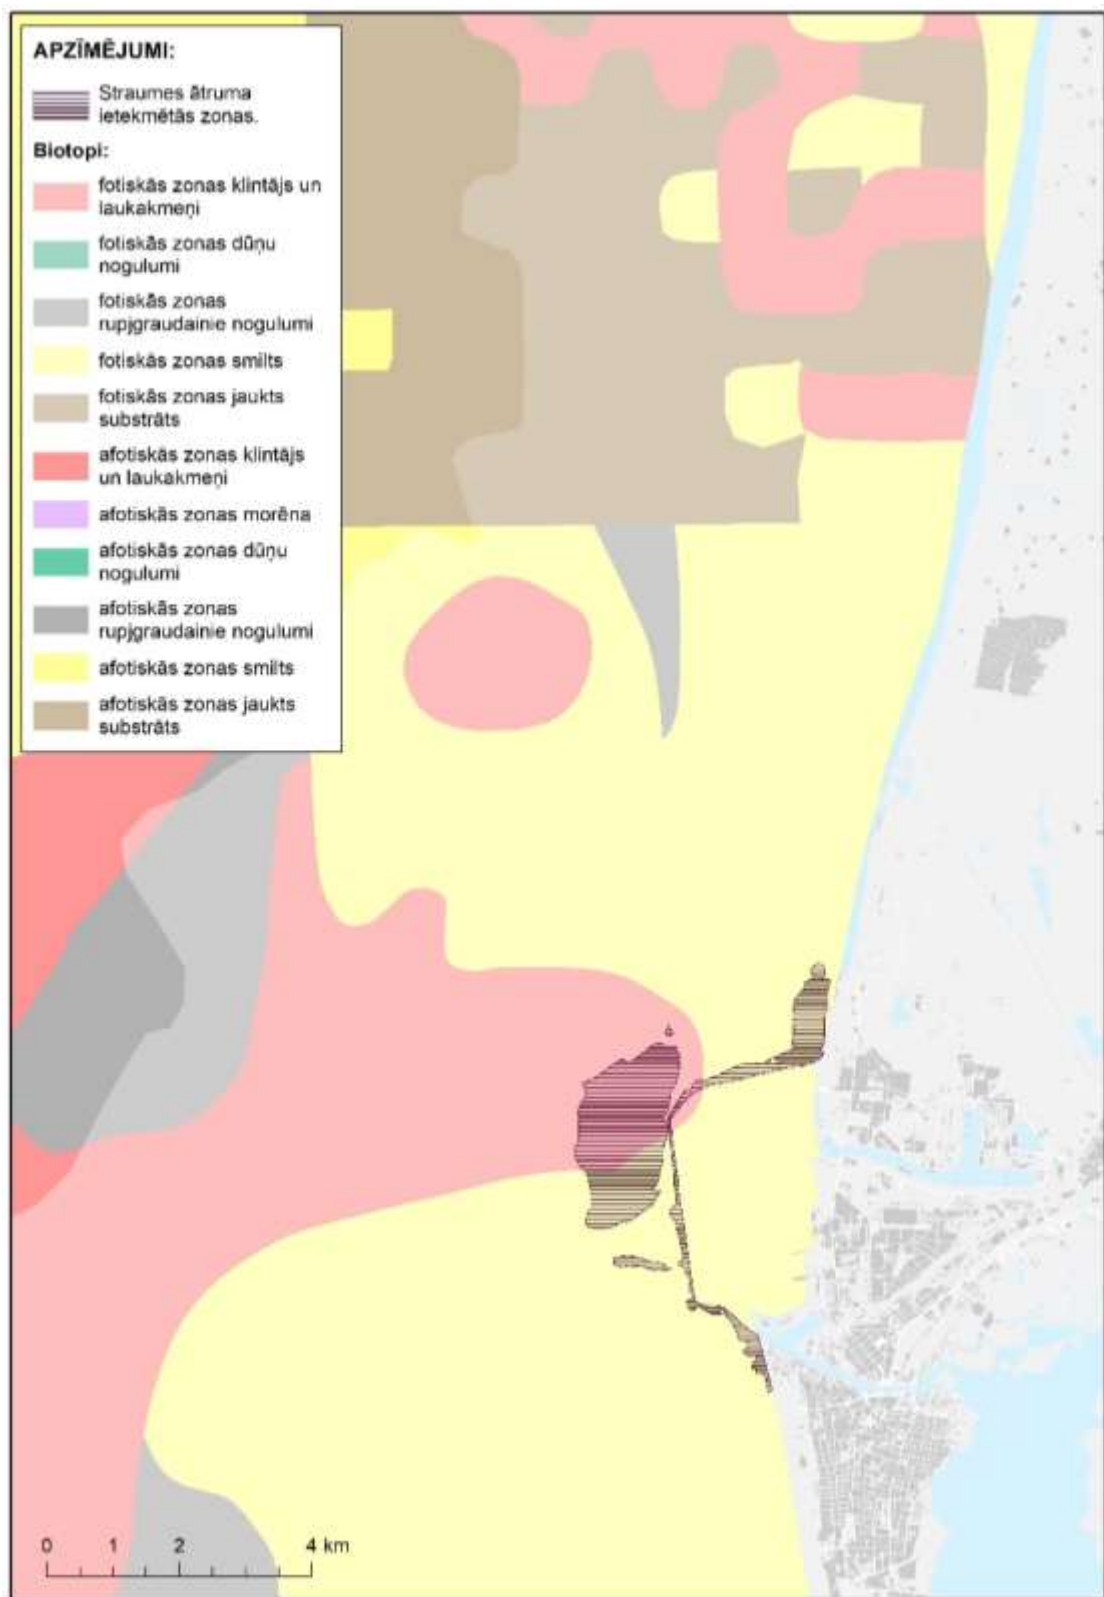 APZĪMĒJUMI:
Straumes ātruma
ietekmētās zonas.
Biotopi:
fotiskās zonas klintājs un
laukakmeņi
fotiskās zonas dūņu
nogulumi
fotiskās zonas
rupjgraudainie nogulumi
fotiskās zonas smilts
fotiskās zonas jaukts
substrāts
afotiskās zonas klintājs
un laukakmeņi
afotiskās zonas morēna
afotiskās zonas dūņu
nogulumi
afotiskās zonas
rupjgraudainie nogulumi
afotiskās zonas smilts
afotiskās zonas jaukts
substrāts
0 1 2 4 km